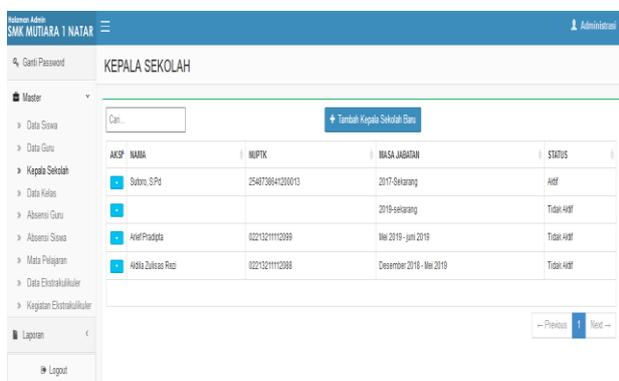 Halaman Admin
SMK MUTIARA 1 NATAR
Administrasi
Ganti Password
Master
Data Siswa
Data Guru
Kepala Sekolah
Data Kelas
Absensi Guru
Absensi Siswa
Mata Pelajaran
Data Ekstrakulikuler
Kegiatan Ekstrakulikuler
Laporan
Logout
KEPALA SEKOLAH
Cari...
+ Tambah Kepala Sekolah Baru
AKSI NAMA NUPTK MASA JABATAN STATUS
Sutoro, S.Pd 2548738641200013 2017-Sekarang Aktif
2019-sekarang Tidak Aktif
Arief Pradipta 02213211112099 Mei 2019 - juni 2019 Tidak Aktif
Aldila Zulisas Rezi 02213211112088 Desember 2018 - Mei 2019 Tidak Aktif
← Previous 1 Next →